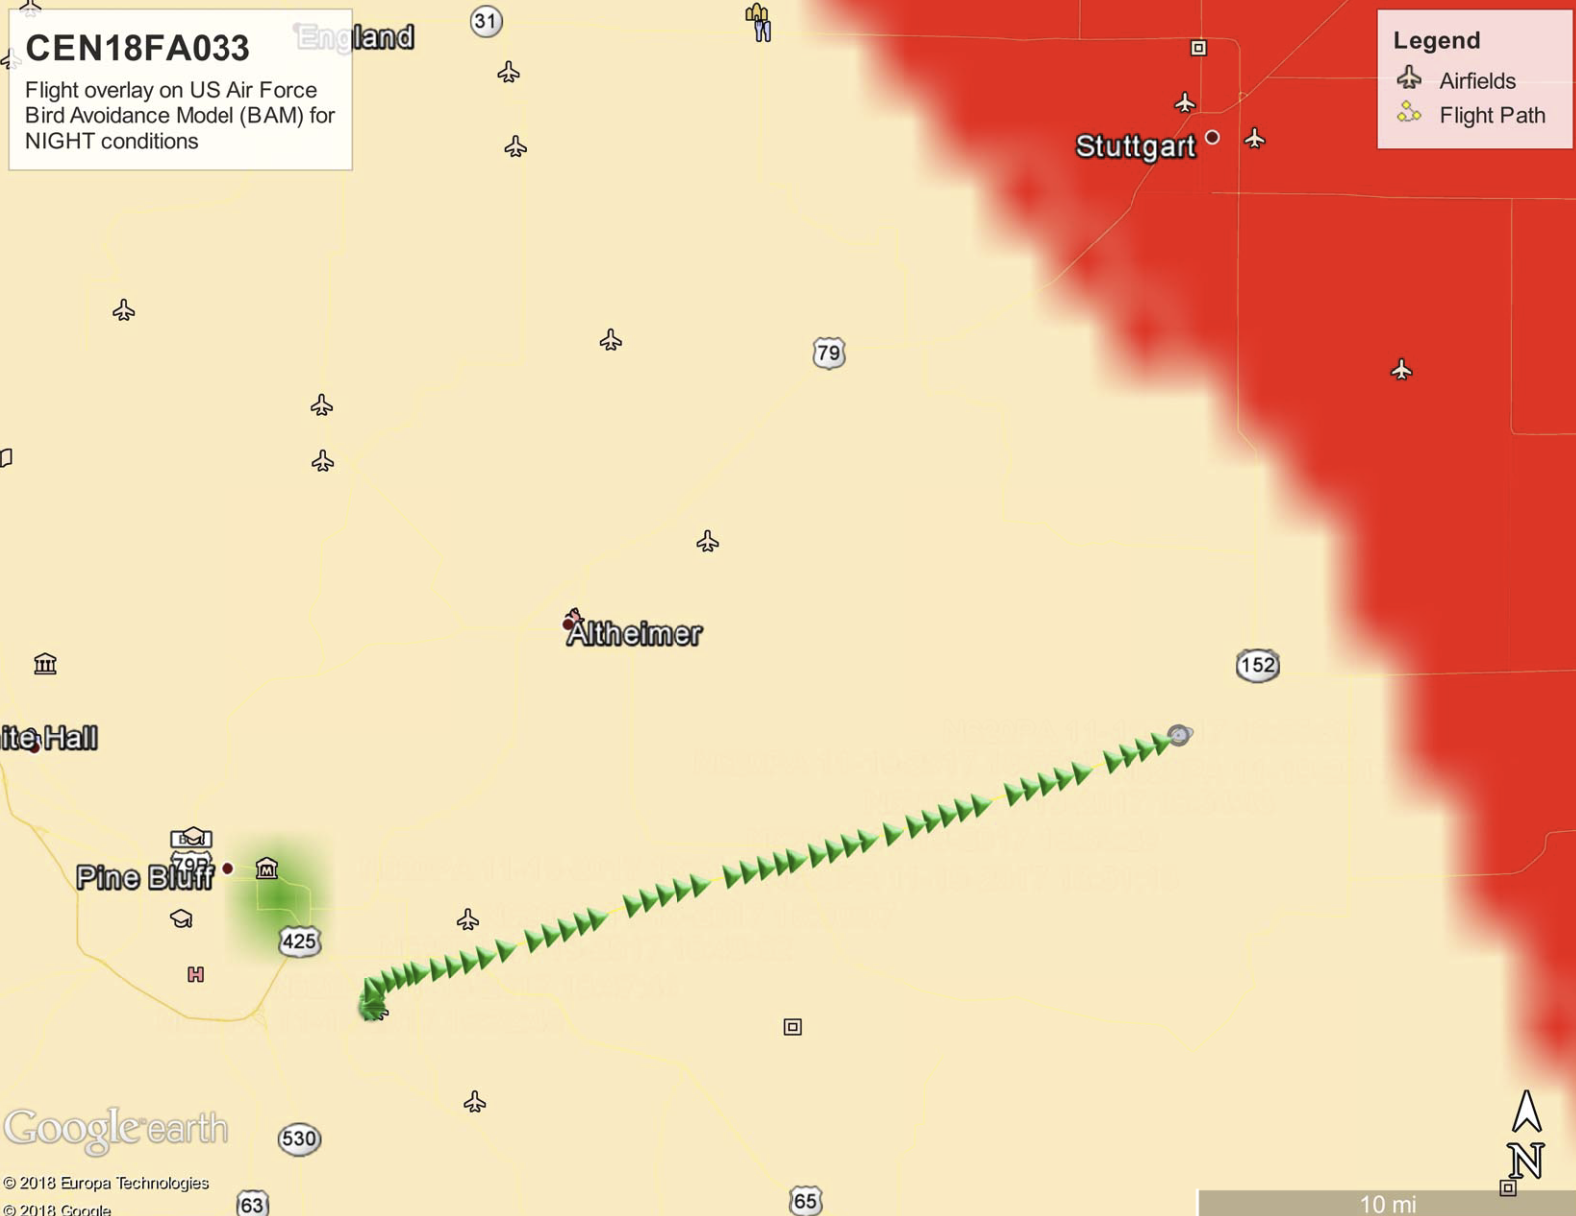 CEN18FA033
Flight overlay on US Air Force
Bird Avoidance Model (BAM) for
NIGHT conditions
England
31
Legend
Airfields
Flight Path
Stuttgart
79
Altheimer
152
ite Hall
Pine Bluff
425
H
Google earth
530
© 2018 Europa Technologies
© 2018 Google
63
65
N
10 mi